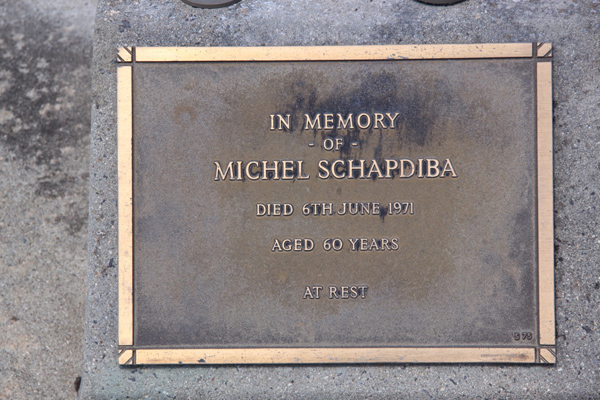 IN MEMORY
- OF -
MICHEL SCHAPDIBA
DIED 6TH JUNE 1971
AGED 60 YEARS
AT REST